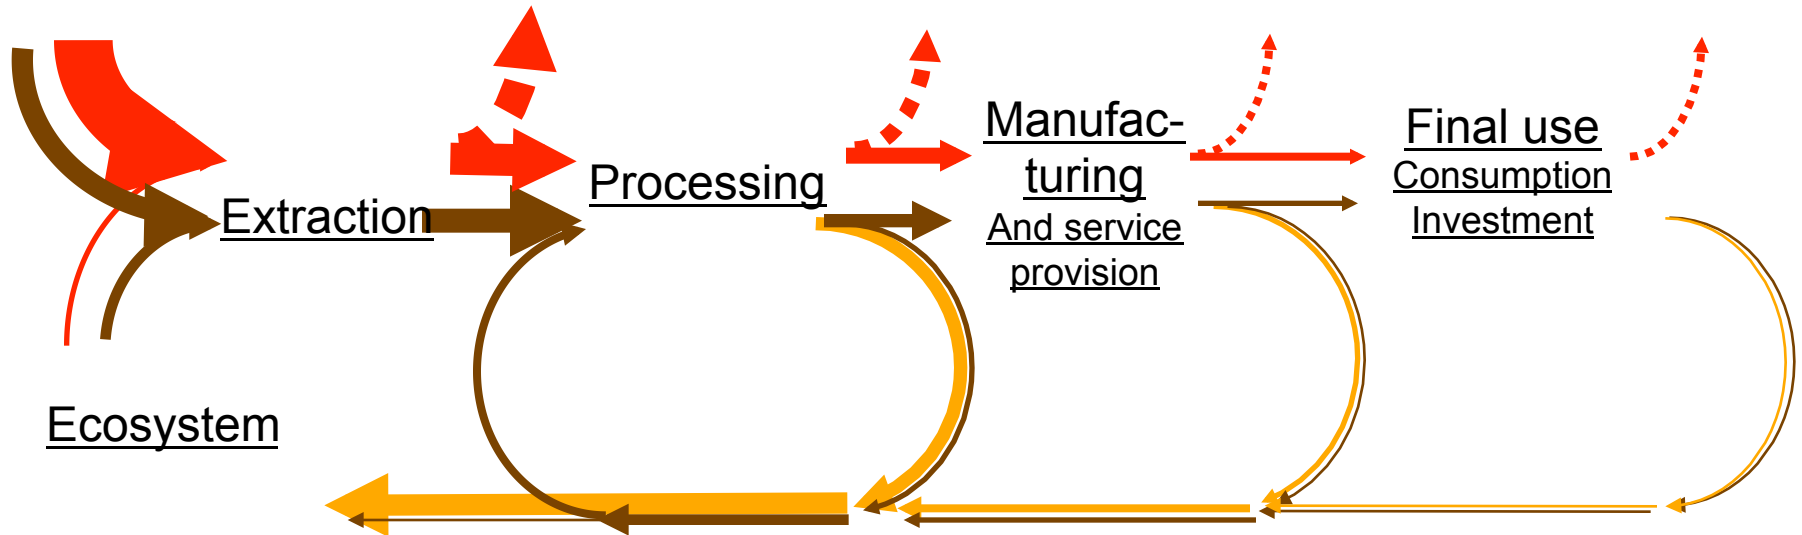 Extraction
Processing
Manufac-
turing
And service
provision
Final use
Consumption
Investment
Ecosystem